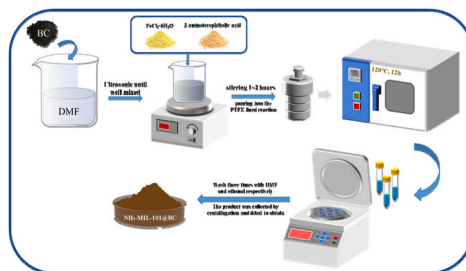 BC
DMF
Ultrasonic until
well mixed
FeCl₃·6H₂O
2-aminoterephthalic acid
Stirring 1~2 hours
pouring into the
PTFE lined reaction
120°C, 12h
Wash three times with DMF
and ethanol respectively
The product was collected by
centrifugation and dried to obtain
NH₂-MIL-101@BC